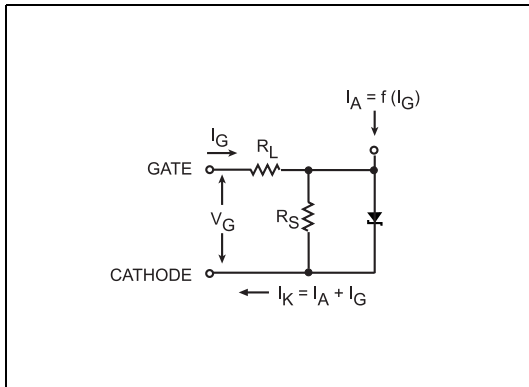 I_A = f (I_G)
I_G
R_L
GATE
V_G
R_S
CATHODE
I_K = I_A + I_G